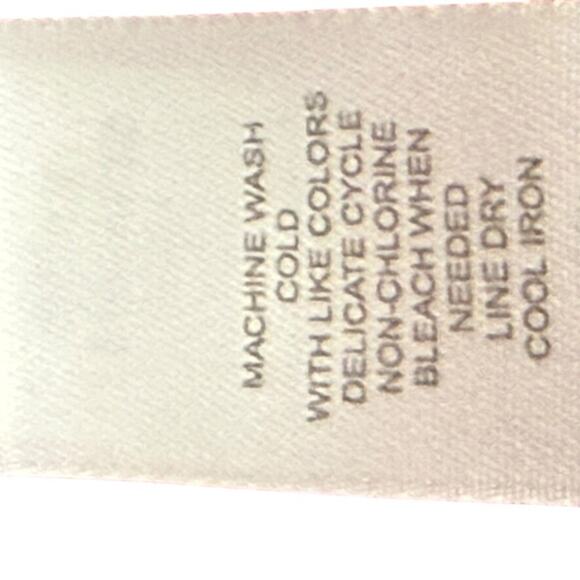 MACHINE WASH
COLD
WITH LIKE COLORS
DELICATE CYCLE
NON-CHLORINE
BLEACH WHEN
NEEDED
LINE DRY
COOL IRON